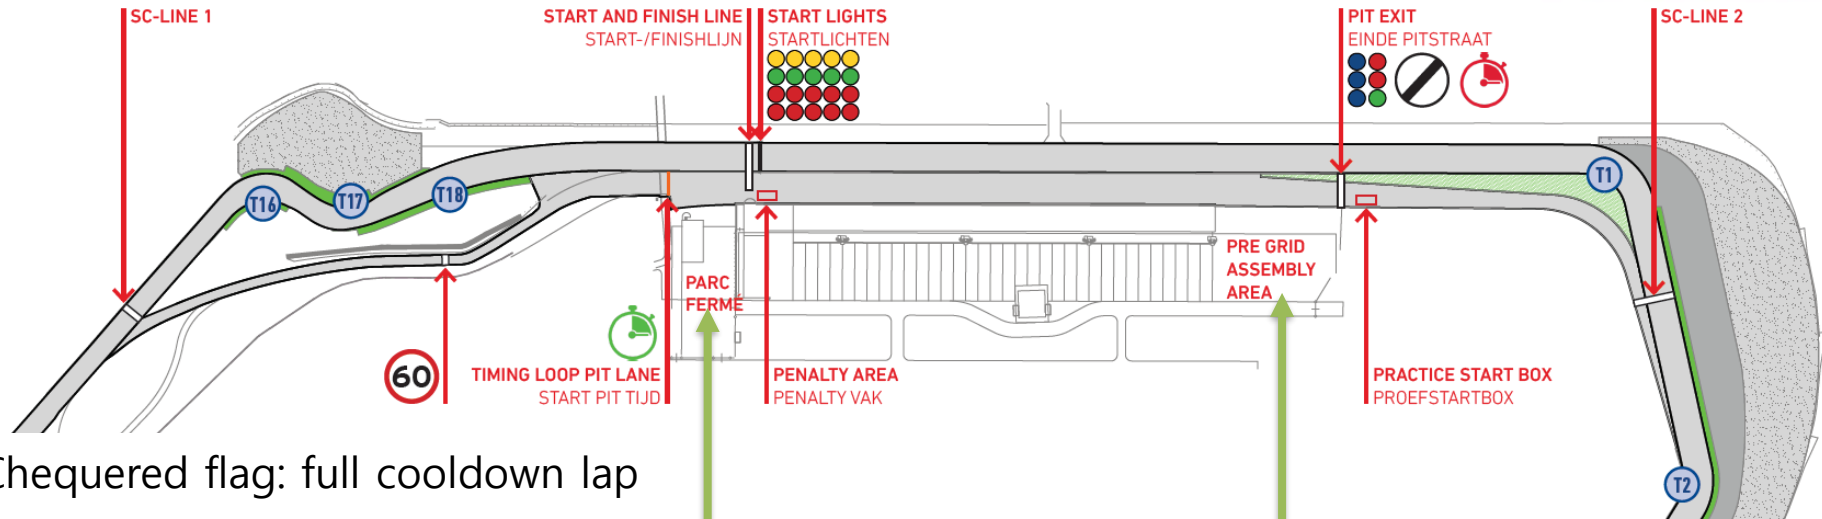 SC-LINE 1
START AND FINISH LINE
START-/FINISHLIJN
START LIGHTS
STARTLICHTEN
PIT EXIT
EINDE PITSTRAAT
SC-LINE 2
T16
T17
T18
T1
PARC
FERMÉ
PRE GRID
ASSEMBLY
AREA
60
TIMING LOOP PIT LANE
START PIT TIJD
PENALTY AREA
PENALTY VAK
PRACTICE START BOX
PROEFSTARTBOX
Chequered flag: full cooldown lap
T2